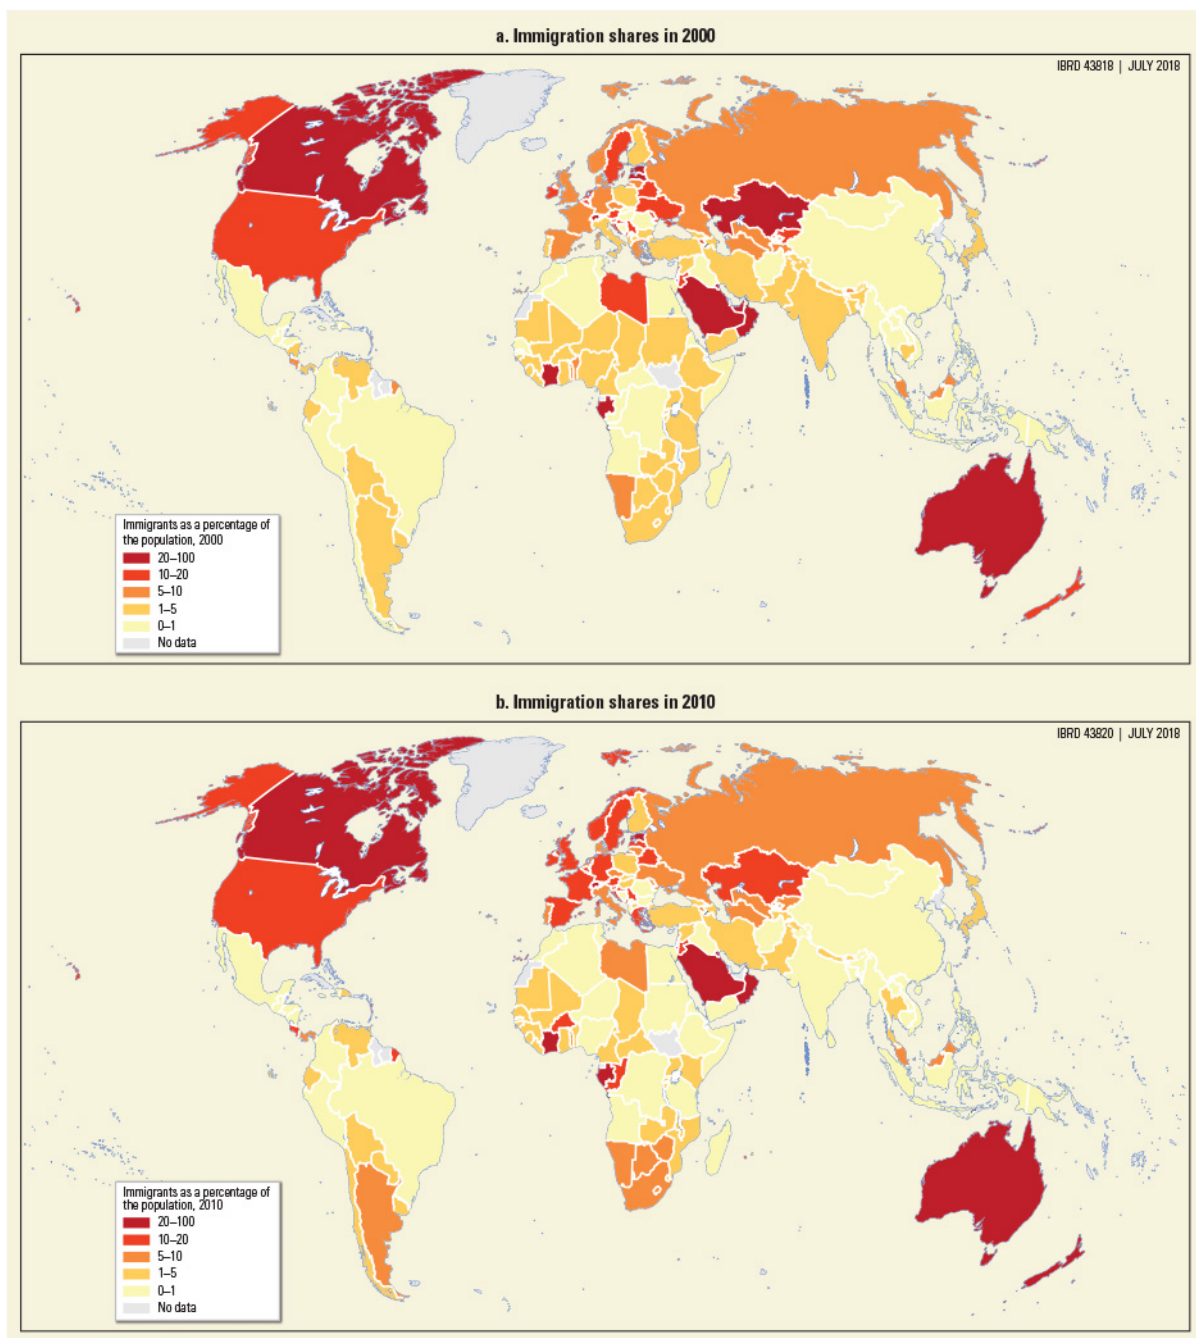 a. Immigration shares in 2000
IBRD 43818 | JULY 2018
Immigrants as a percentage of
the population, 2000
20–100
10–20
5–10
1–5
0–1
No data
b. Immigration shares in 2010
IBRD 43820 | JULY 2018
Immigrants as a percentage of
the population, 2010
20–100
10–20
5–10
1–5
0–1
No data